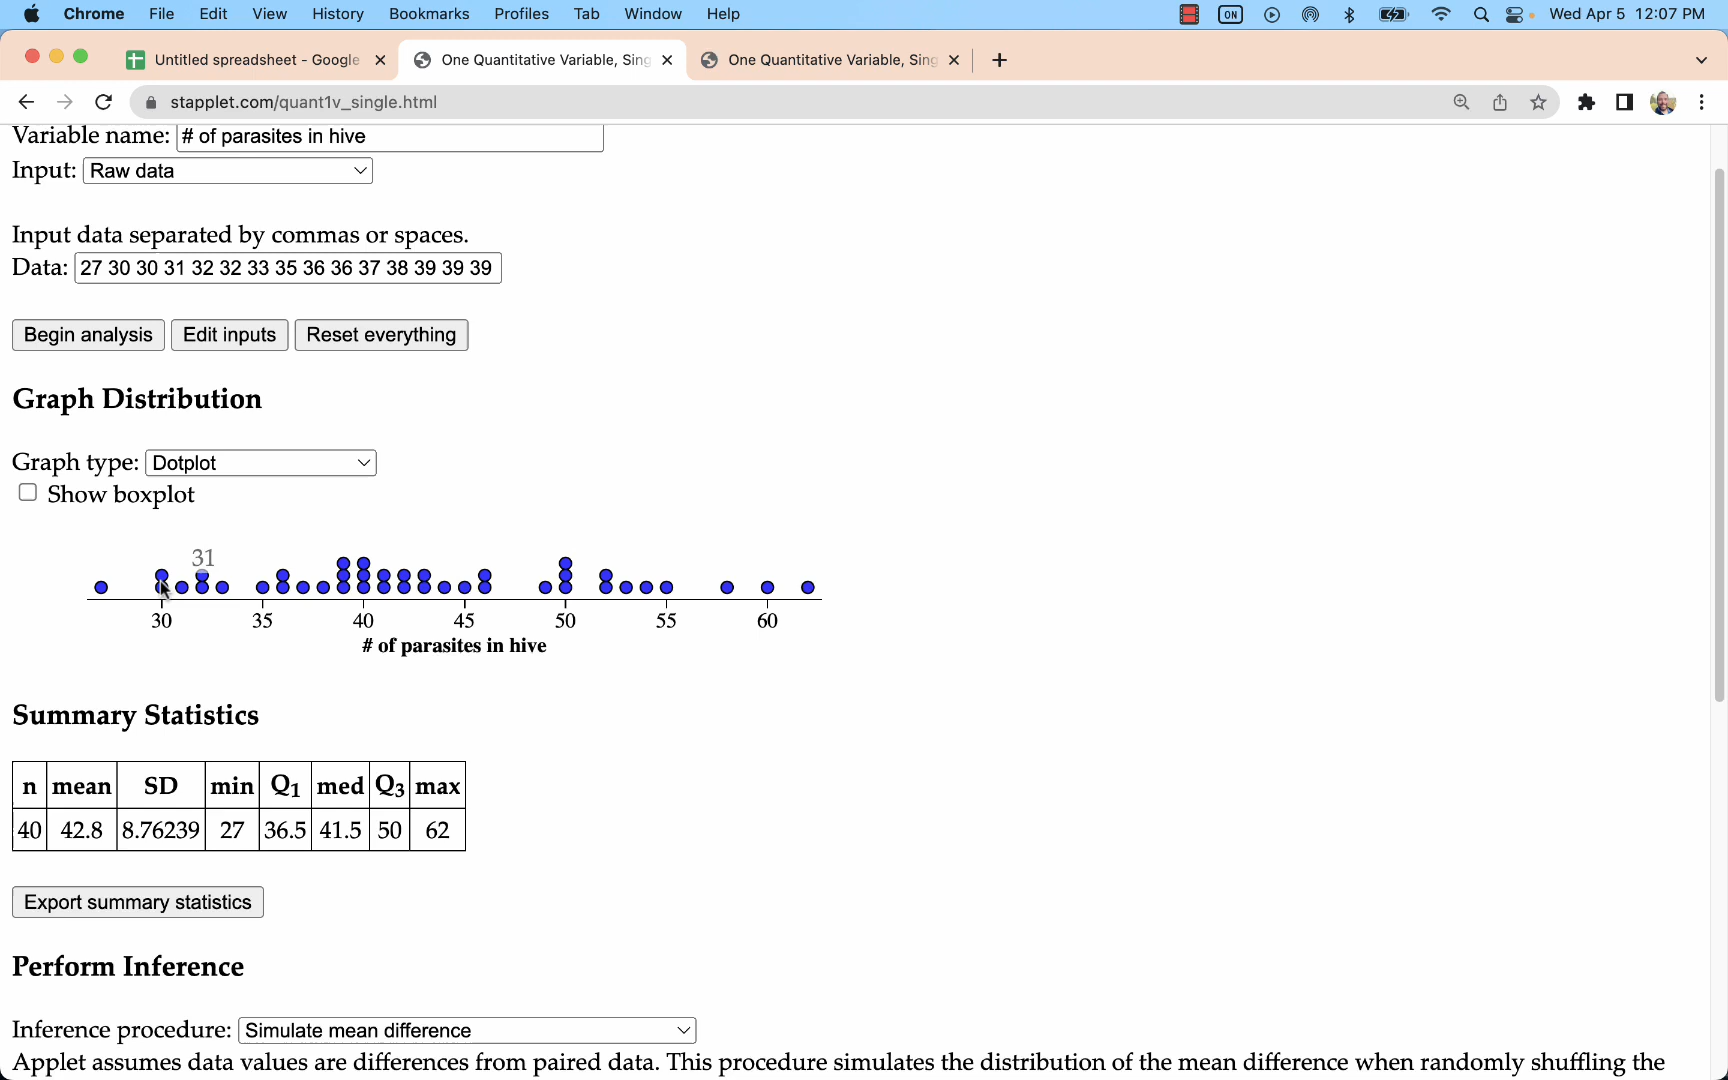 Chrome File Edit View History Bookmarks Profiles Tab Window Help ON Wed Apr 5 12:07 PM
Untitled spreadsheet - Google One Quantitative Variable, Sing One Quantitative Variable, Sing
stapplet.com/quant1v_single.html
Variable name: # of parasites in hive
Input: Raw data
Input data separated by commas or spaces.
Data: 27 30 30 31 32 32 33 35 36 36 37 38 39 39 39
Begin analysis Edit inputs Reset everything
Graph Distribution
Graph type: Dotplot
Show boxplot
31
30 35 40 45 50 55 60
# of parasites in hive
Summary Statistics
n mean SD min Q1 med Q3 max
40 42.8 8.76239 27 36.5 41.5 50 62
Export summary statistics
Perform Inference
Inference procedure: Simulate mean difference
Applet assumes data values are differences from paired data. This procedure simulates the distribution of the mean difference when randomly shuffling the